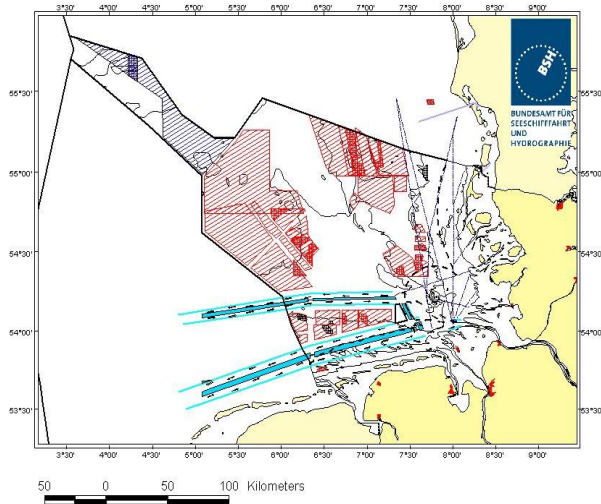 3°30' 4°00' 4°30' 5°00' 5°30' 6°00' 6°30' 7°00' 7°30' 8°00' 8°30' 9°00'
BSH
BUNDESAMT FÜR
SEESCHIFFFAHRT
UND
HYDROGRAPHIE
55°30' 55°30'
55°00' 55°00'
54°30' 54°30'
54°00' 54°00'
53°30' 53°30'
3°30' 4°00' 4°30' 5°00' 5°30' 6°00' 6°30' 7°00' 7°30' 8°00' 8°30' 9°00'
50 0 50 100 Kilometers